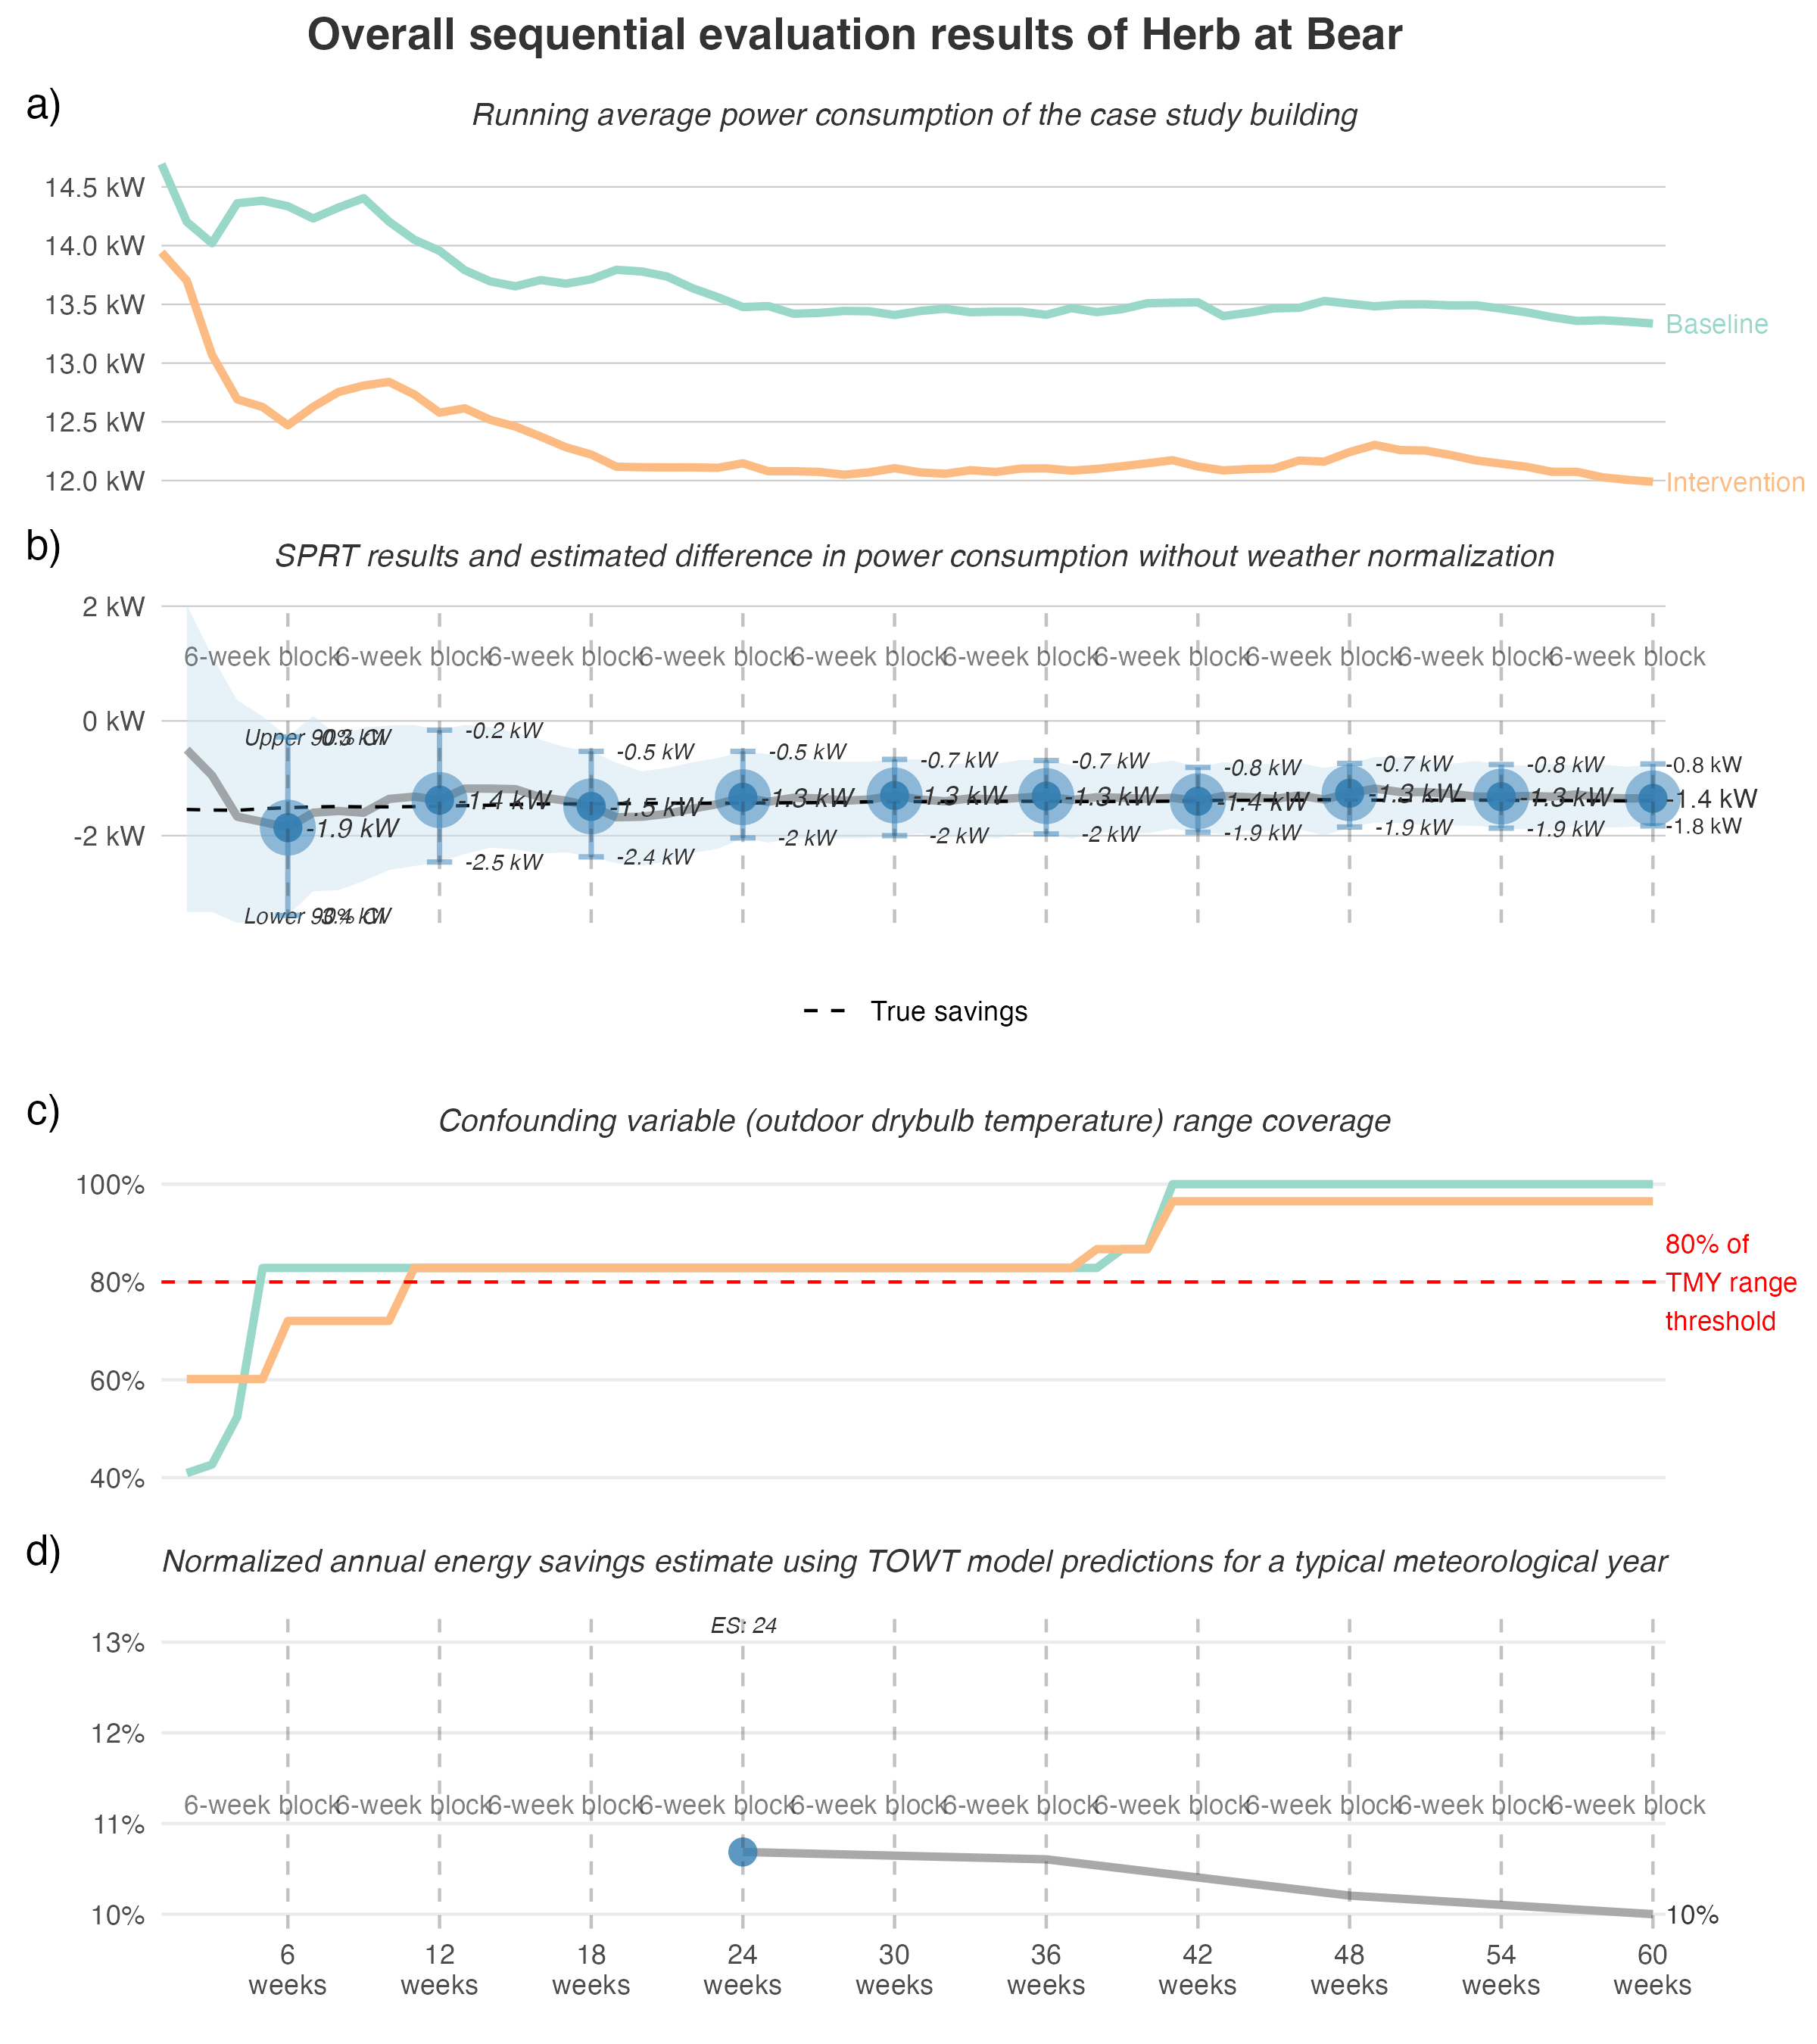 Overall sequential evaluation results of Herb at Bear
a)
Running average power consumption of the case study building
14.5 kW
14.0 kW
13.5 kW
13.0 kW
12.5 kW
12.0 kW
Baseline
Intervention
b)
SPRT results and estimated difference in power consumption without weather normalization
2 kW
0 kW
-2 kW
6-week block 6-week block 6-week block 6-week block 6-week block 6-week block 6-week block 6-week block 6-week block 6-week block
Upper 90% CI -0.3 kW
-0.2 kW
-0.5 kW
-0.5 kW
-0.7 kW
-0.7 kW
-0.8 kW
-0.7 kW
-0.8 kW
-0.8 kW
-1.9 kW
-1.4 kW
-1.5 kW
-1.3 kW
-1.3 kW
-1.3 kW
-1.4 kW
-1.3 kW
-1.3 kW
-1.4 kW
Lower 90% CI -3.4 kW
-2.5 kW
-2.4 kW
-2 kW
-2 kW
-2 kW
-1.9 kW
-1.9 kW
-1.9 kW
-1.8 kW
True savings
c)
Confounding variable (outdoor drybulb temperature) range coverage
100%
80%
60%
40%
80% of
TMY range
threshold
d)
Normalized annual energy savings estimate using TOWT model predictions for a typical meteorological year
ES: 24
13%
12%
11%
10%
6-week block 6-week block 6-week block 6-week block 6-week block 6-week block 6-week block 6-week block 6-week block 6-week block
10%
6 12 18 24 30 36 42 48 54 60
weeks weeks weeks weeks weeks weeks weeks weeks weeks weeks